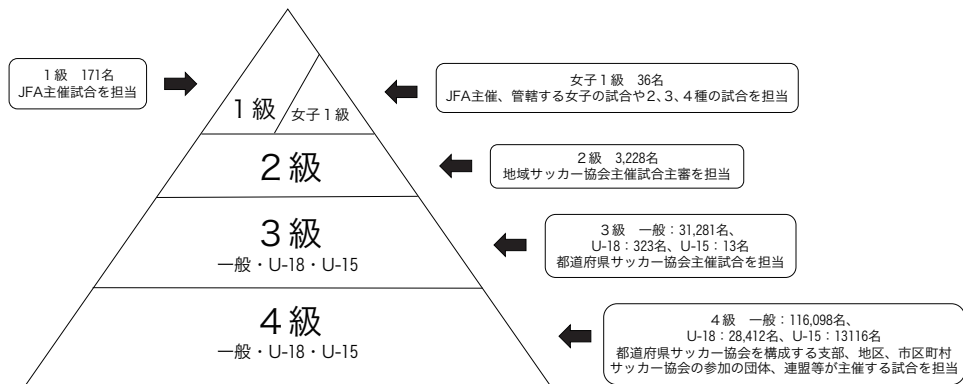 1級　171名
JFA主催試合を担当
女子1級　36名
JFA主催、管轄する女子の試合や2、3、4種の試合を担当
1級
女子1級
2級
2級　3,228名
地域サッカー協会主催試合主審を担当
3級
一般・U-18・U-15
3級　一般：31,281名、
U-18：323名、U-15：13名
都道府県サッカー協会主催試合を担当
4級
一般・U-18・U-15
4級　一般：116,098名、
U-18：28,412名、U-15：13116名
都道府県サッカー協会を構成する支部、地区、市区町村
サッカー協会の参加の団体、連盟等が主催する試合を担当